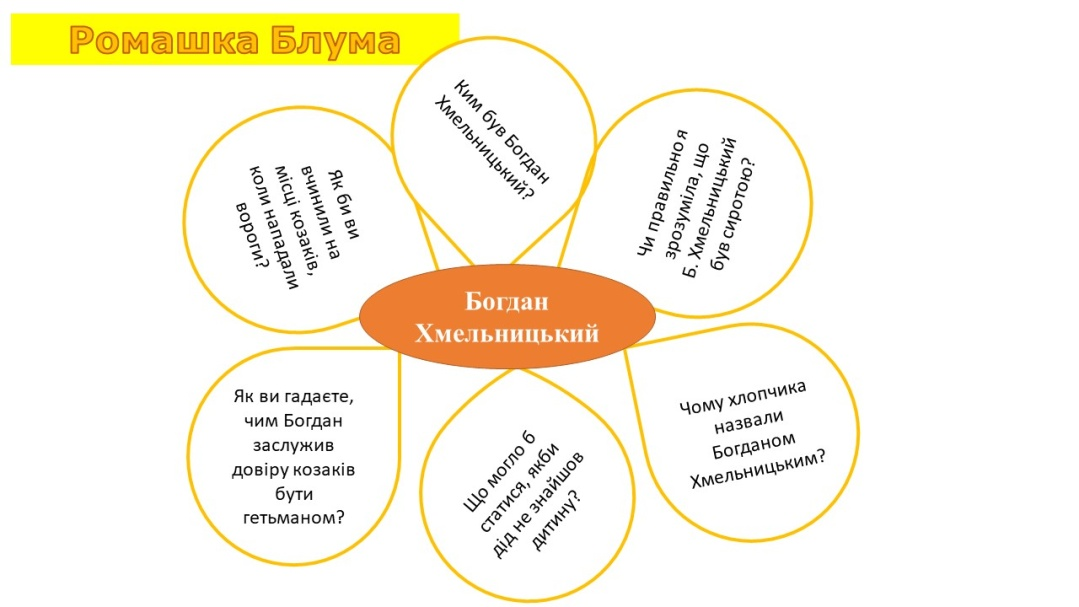 Ромашка Блума
Ким був Богдан
Хмельницький?
Чи правильно я
зрозуміла, що
Б. Хмельницький
був сиротою?
Чому хлопчика
назвали
Богданом
Хмельницьким?
Що могло б
статися, якби
дід не знайшов
дитину?
Як ви гадаєте,
чим Богдан
заслужив
довіру козаків
бути
гетьманом?
Як би ви
вчинили на
місці козаків,
коли нападали
вороги?
Богдан
Хмельницький